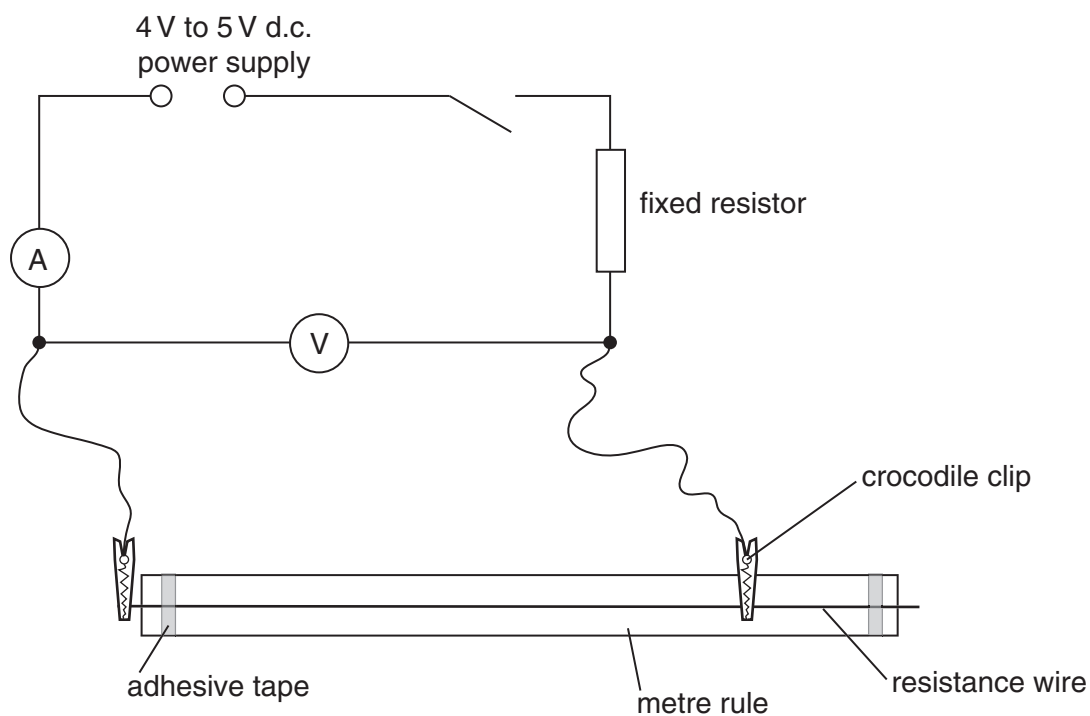 4 V to 5 V d.c.
power supply
fixed resistor
A
V
crocodile clip
adhesive tape
metre rule
resistance wire